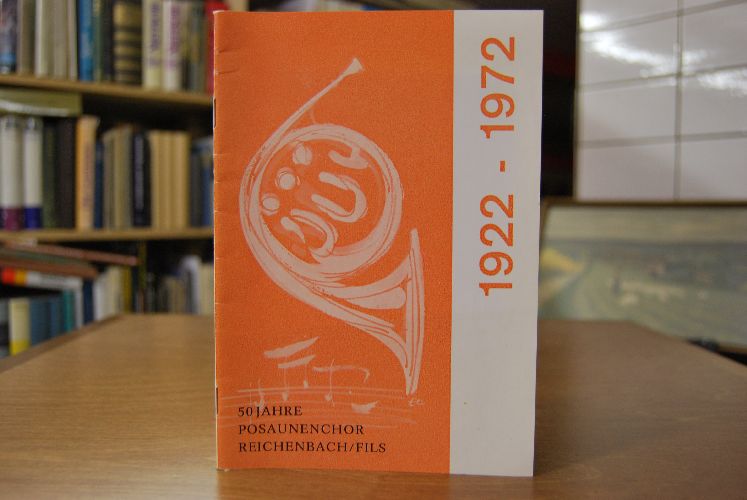 1922 - 1972
50 JAHRE
POSAUNENCHOR
REICHENBACH/FILS